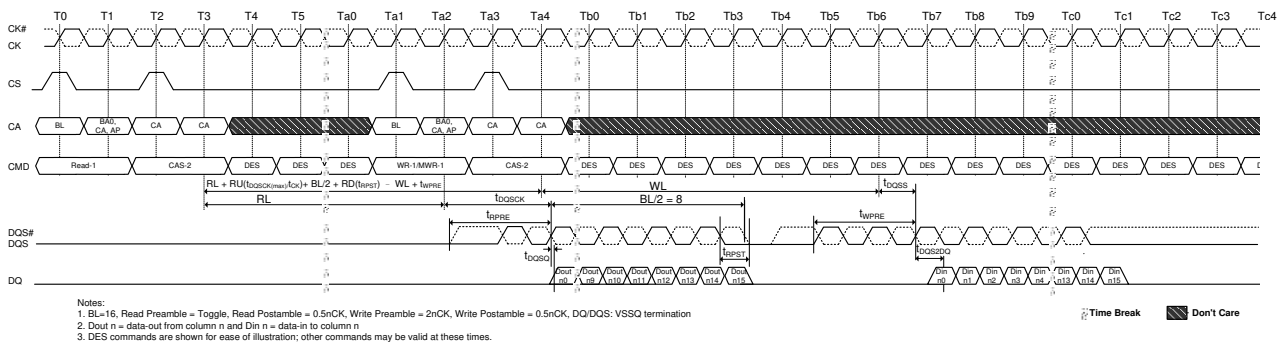 T0 T1 T2 T3 T4 T5 Ta0 Ta1 Ta2 Ta3 Ta4 Tb0 Tb1 Tb2 Tb3 Tb4 Tb5 Tb6 Tb7 Tb8 Tb9 Tc0 Tc1 Tc2 Tc3 Tc4
CK#
CK
CS
CA BL BA0, CA, AP CA CA BL BA0, CA, AP CA CA
CMD Read-1 CAS-2 DES DES DES WR-1/MWR-1 CAS-2 DES DES DES DES DES DES DES DES DES DES DES DES DES DES
RL + RU(tDQSCK(max)/tCK)+ BL/2 + RD(tRPST) - WL + tWPRE WL tDQSS
RL tDQSCK BL/2 = 8
tRPRE tWPRE
DQS#
DQS
tDQSQ tRPST tDQS2DQ
DQ Dout n0 Dout n9 Dout n10 Dout n11 Dout n12 Dout n13 Dout n14 Dout n15 Din n0 Din n1 Din n2 Din n3 Din n4 Din n13 Din n14 Din n15
Notes:
1. BL=16, Read Preamble = Toggle, Read Postamble = 0.5nCK, Write Preamble = 2nCK, Write Postamble = 0.5nCK, DQ/DQS: VSSQ termination
2. Dout n = data-out from column n and Din n = data-in to column n
3. DES commands are shown for ease of illustration; other commands may be valid at these times.
Time Break Don't Care